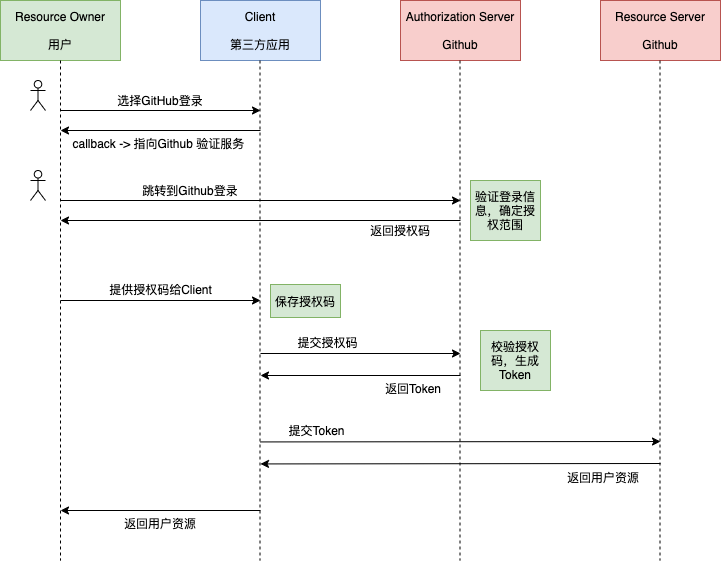 Resource Owner
用户
Client
第三方应用
Authorization Server
Github
Resource Server
Github
选择GitHub登录
callback -> 指向Github 验证服务
跳转到Github登录
验证登录信
息，确定授
权范围
返回授权码
提供授权码给Client
保存授权码
提交授权码
校验授权
码，生成
Token
返回Token
提交Token
返回用户资源
返回用户资源